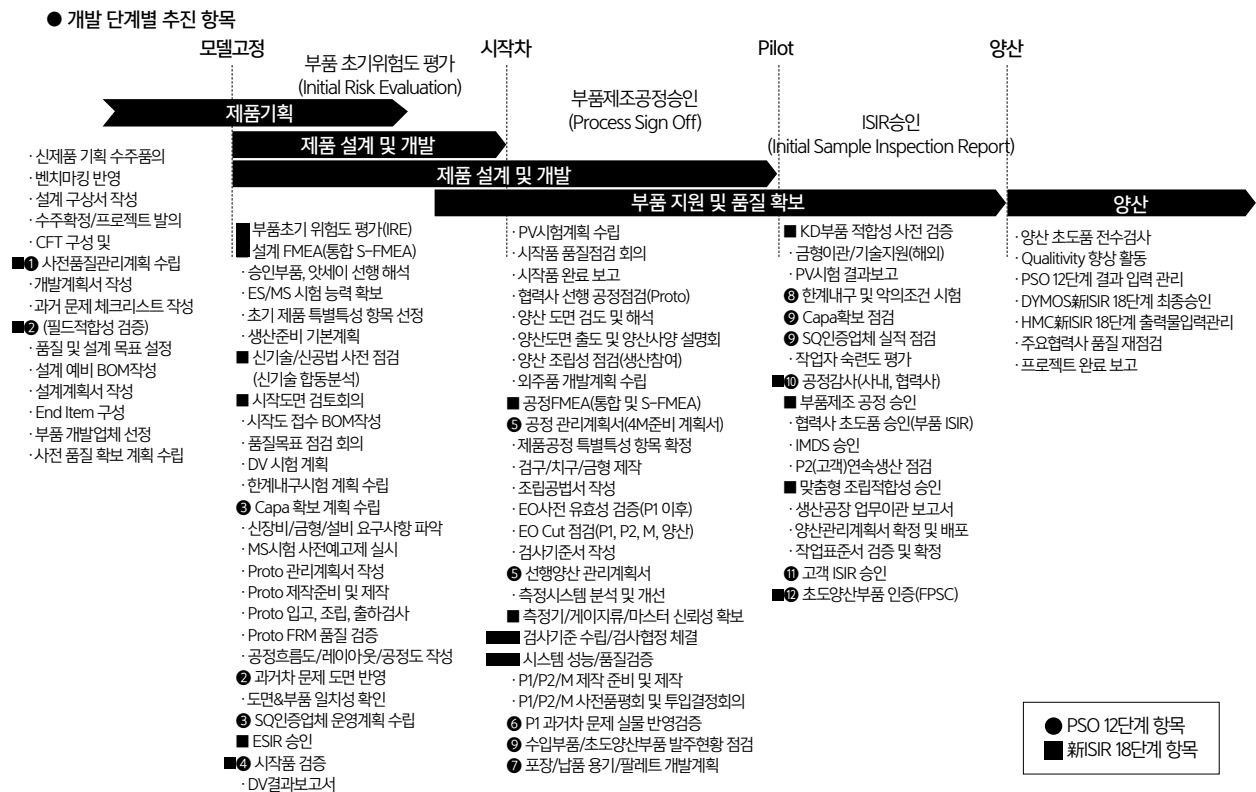 ● 개발 단계별 추진 항목
모델고정
시작차
Pilot
양산
부품 초기위험도 평가
(Initial Risk Evaluation)
부품제조공정승인
(Process Sign Off)
ISIR승인
(Initial Sample Inspection Report)
제품기획
제품 설계 및 개발
제품 설계 및 개발
부품 지원 및 품질 확보
양산
· 신제품 기획 수주품의
· 벤치마킹 반영
· 설계 구상서 작성
· 수주확정/프로젝트 발의
· CFT 구성 및
■❶ 사전품질관리계획 수립
· 개발계획서 작성
· 과거 문제 체크리스트 작성
■❷ (필드적합성 검증)
· 품질 및 설계 목표 설정
· 설계 예비 BOM작성
· 설계계획서 작성
· End Item 구성
· 부품 개발업체 선정
· 사전 품질 확보 계획 수립
■ 부품초기 위험도 평가(IRE)
■ 설계 FMEA(통합 S-FMEA)
· 승인부품, 앗세이 선행 해석
· ES/MS 시험 능력 확보
· 초기 제품 특별특성 항목 선정
· 생산준비 기본계획
■ 신기술/신공법 사전 점검
(신기술 합동분석)
■ 시작도면 검토회의
· 시작도 접수 BOM작성
· 품질목표 점검 회의
· DV 시험 계획
· 한계내구시험 계획 수립
❸ Capa 확보 계획 수립
· 신장비/금형/설비 요구사항 파악
· MS시험 사전예고제 실시
· Proto 관리계획서 작성
· Proto 제작준비 및 제작
· Proto 입고, 조립, 출하검사
· Proto FRM 품질 검증
· 공정흐름도/레이아웃/공정도 작성
❷ 과거차 문제 도면 반영
· 도면&부품 일치성 확인
❸ SQ인증업체 운영계획 수립
■ ESIR 승인
■❹ 시작품 검증
· DV결과보고서
· PV시험계획 수립
· 시작품 품질점검 회의
· 시작품 완료 보고
· 협력사 선행 공정점검(Proto)
· 양산 도면 검도 및 해석
· 양산도면 출도 및 양산사양 설명회
· 양산 조립성 점검(생산참여)
· 외주품 개발계획 수립
■ 공정FMEA(통합 및 S-FMEA)
❺ 공정 관리계획서(4M준비 계획서)
· 제품공정 특별특성 항목 확정
· 검구/치구/금형 제작
· 조립공법서 작성
· EO사전 유효성 검증(P1 이후)
· EO Cut 점검(P1, P2, M, 양산)
· 검사기준서 작성
❺ 선행양산 관리계획서
· 측정시스템 분석 및 개선
■ 측정기/게이지류/마스터 신뢰성 확보
■ 검사기준 수립/검사협정 체결
■ 시스템 성능/품질검증
· P1/P2/M 제작 준비 및 제작
· P1/P2/M 사전품평회 및 투입결정회의
❻ P1 과거차 문제 실물 반영검증
❾ 수입부품/초도양산부품 발주현황 점검
❼ 포장/납품 용기/팔레트 개발계획
■ KD부품 적합성 사전 검증
· 금형이관/기술지원(해외)
· PV시험 결과보고
❽ 한계내구 및 악의조건 시험
❾ Capa확보 점검
❾ SQ인증업체 실적 점검
· 작업자 숙련도 평가
■❿ 공정감사(사내, 협력사)
■ 부품제조 공정 승인
· 협력사 초도품 승인(부품 ISIR)
· IMDS 승인
· P2(고객)연속생산 점검
■ 맞춤형 조립적합성 승인
· 생산공장 업무이관 보고서
· 양산관리계획서 확정 및 배포
· 작업표준서 검증 및 확정
⓫ 고객 ISIR 승인
■⓬ 초도양산부품 인증(FPSC)
· 양산 초도품 전수검사
· Qualitivity 향상 활동
· PSO 12단계 결과 입력 관리
· DYMOS新ISIR 18단계 최종승인
· HMC新ISIR 18단계 출력물입력관리
· 주요협력사 품질 재점검
· 프로젝트 완료 보고
● PSO 12단계 항목
■ 新ISIR 18단계 항목